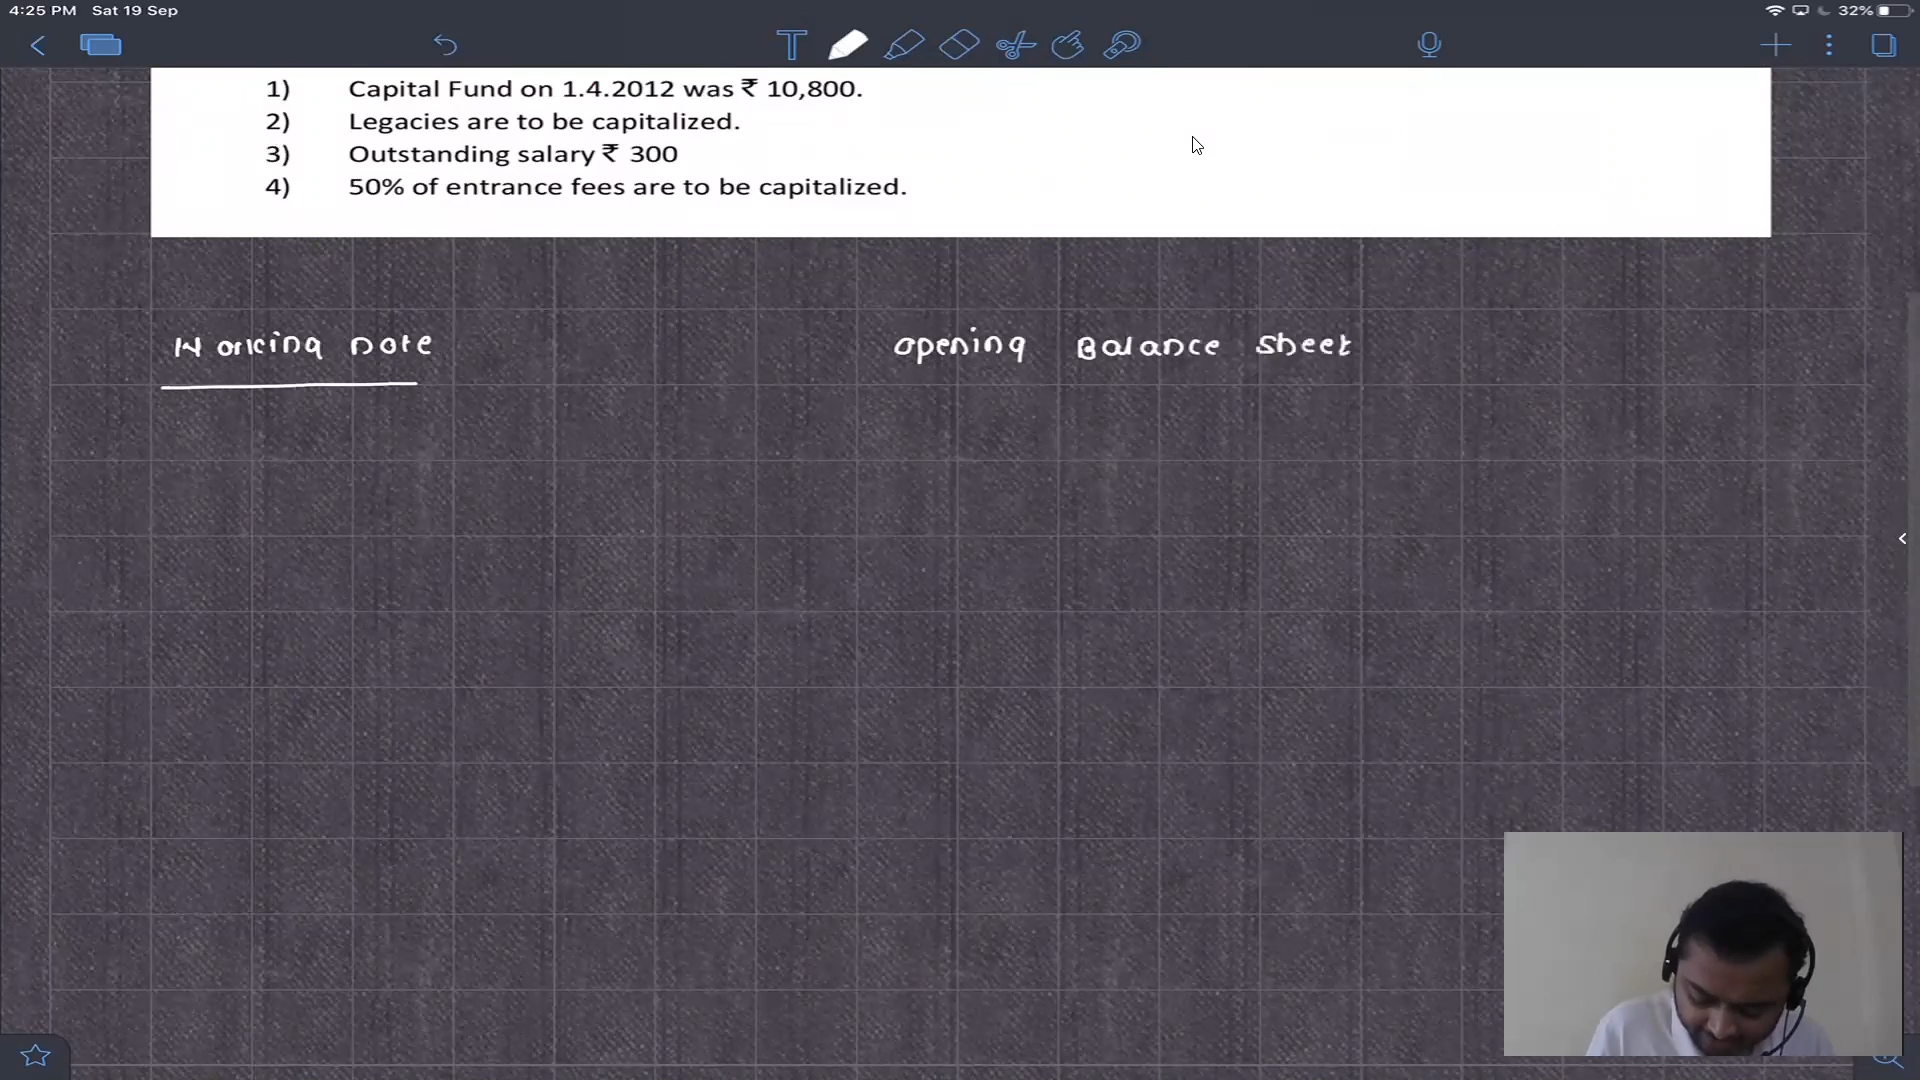 4:25 PM Sat 19 Sep 32%
T
1) Capital Fund on 1.4.2012 was ₹ 10,800.
2) Legacies are to be capitalized.
3) Outstanding salary ₹ 300
4) 50% of entrance fees are to be capitalized.
Working note opening Balance sheet